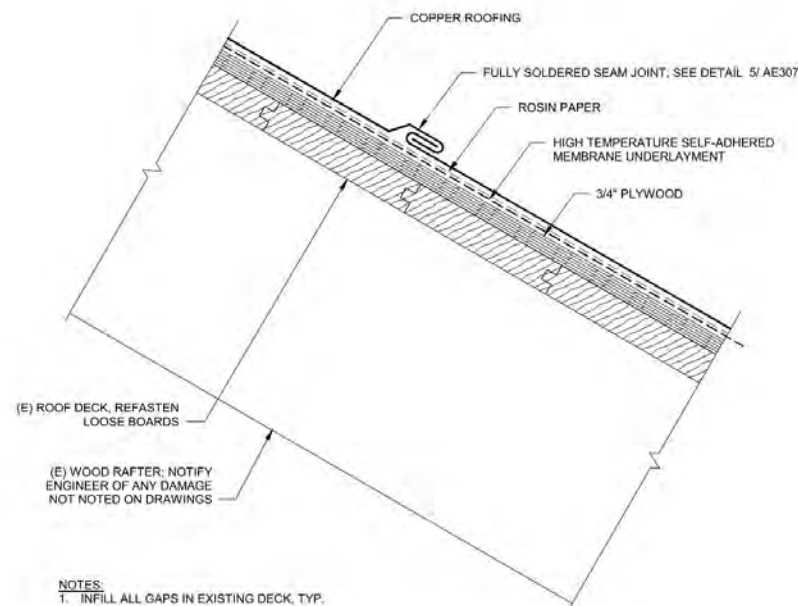 COPPER ROOFING
FULLY SOLDERED SEAM JOINT; SEE DETAIL 5/ AE307
ROSIN PAPER
HIGH TEMPERATURE SELF-ADHERED
MEMBRANE UNDERLAYMENT
3/4" PLYWOOD
(E) ROOF DECK, REFASTEN
LOOSE BOARDS
(E) WOOD RAFTER; NOTIFY
ENGINEER OF ANY DAMAGE
NOT NOTED ON DRAWINGS
NOTES:
1. INFILL ALL GAPS IN EXISTING DECK, TYP.